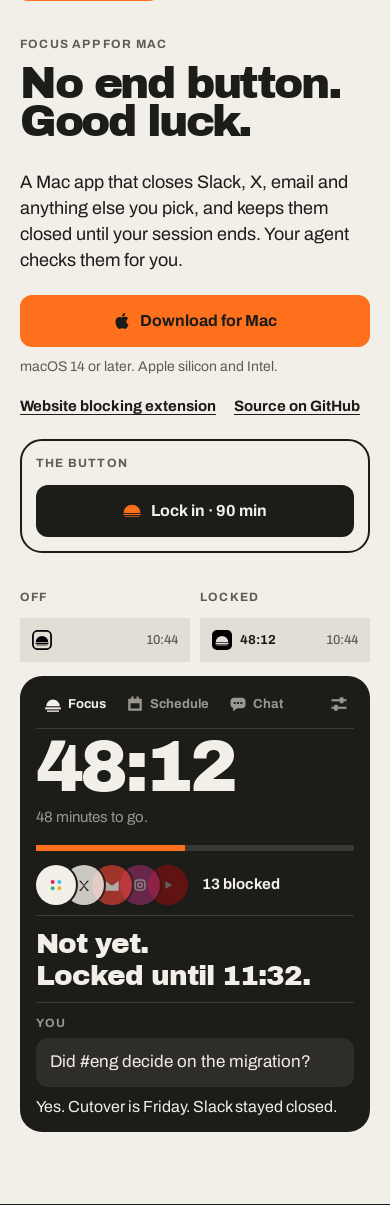 FOCUS APP FOR MAC
No end button.
Good luck.
A Mac app that closes Slack, X, email and
anything else you pick, and keeps them
closed until your session ends. Your agent
checks them for you.
Download for Mac
macOS 14 or later. Apple silicon and Intel.
Website blocking extension Source on GitHub
THE BUTTON
Lock in · 90 min
OFF LOCKED
10:44 48:12 10:44
Focus Schedule Chat
48:12
48 minutes to go.
13 blocked
Not yet.
Locked until 11:32.
YOU
Did #eng decide on the migration?
Yes. Cutover is Friday. Slack stayed closed.